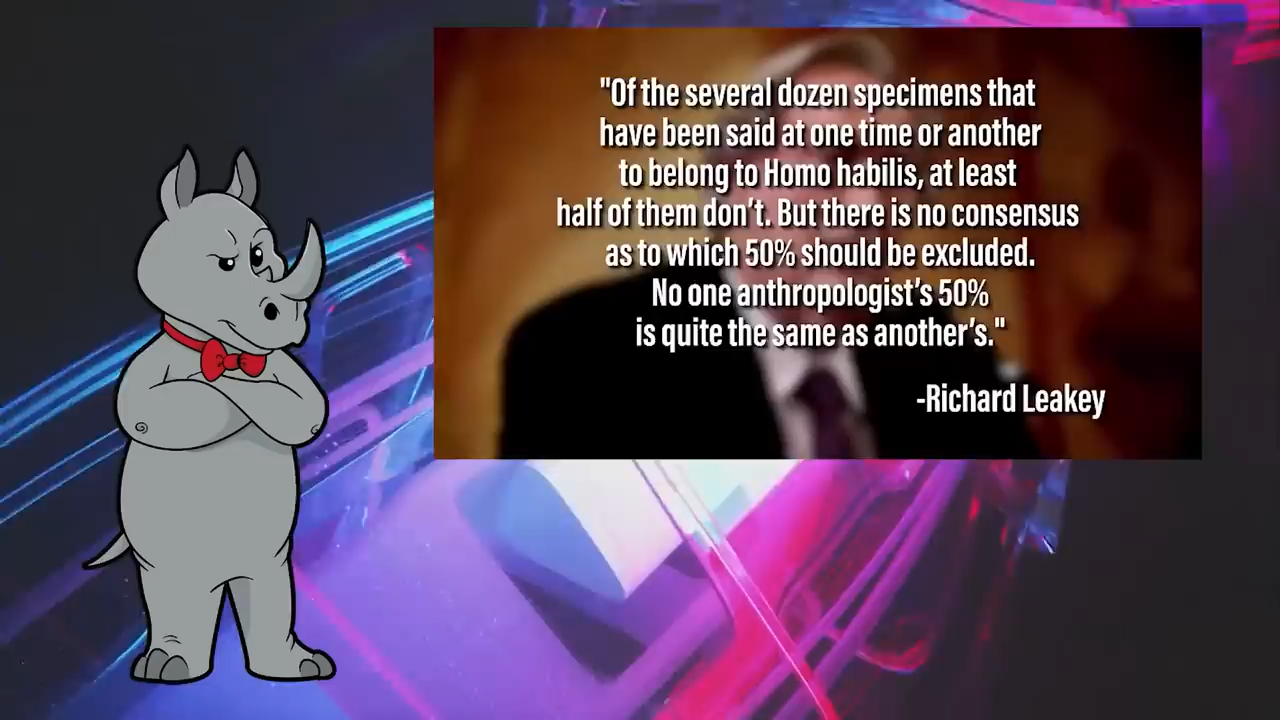 "Of the several dozen specimens that
have been said at one time or another
to belong to Homo habilis, at least
half of them don’t. But there is no consensus
as to which 50% should be excluded.
No one anthropologist’s 50%
is quite the same as another’s."
-Richard Leakey